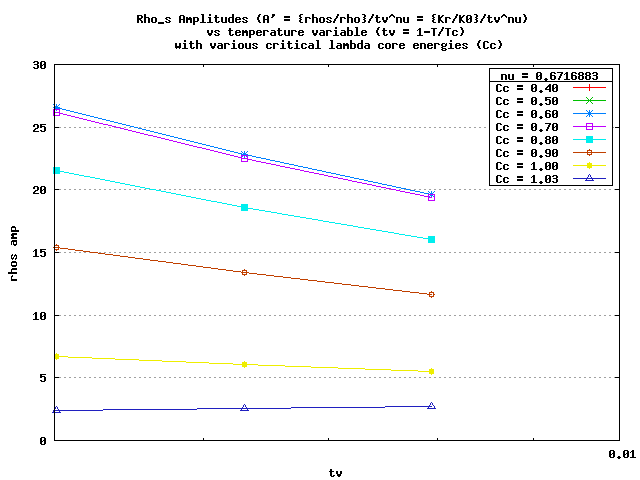 Rho_s Amplitudes (A' = {rhos/rho}/tv^nu = {Kr/K0}/tv^nu)
vs temperature variable (tv = 1-T/Tc)
with various critical lambda core energies (Cc)
nu = 0.6716883
Cc = 0.40
Cc = 0.50
Cc = 0.60
Cc = 0.70
Cc = 0.80
Cc = 0.90
Cc = 1.00
Cc = 1.03
30
25
20
15
10
5
0
rhos amp
0.01
tv